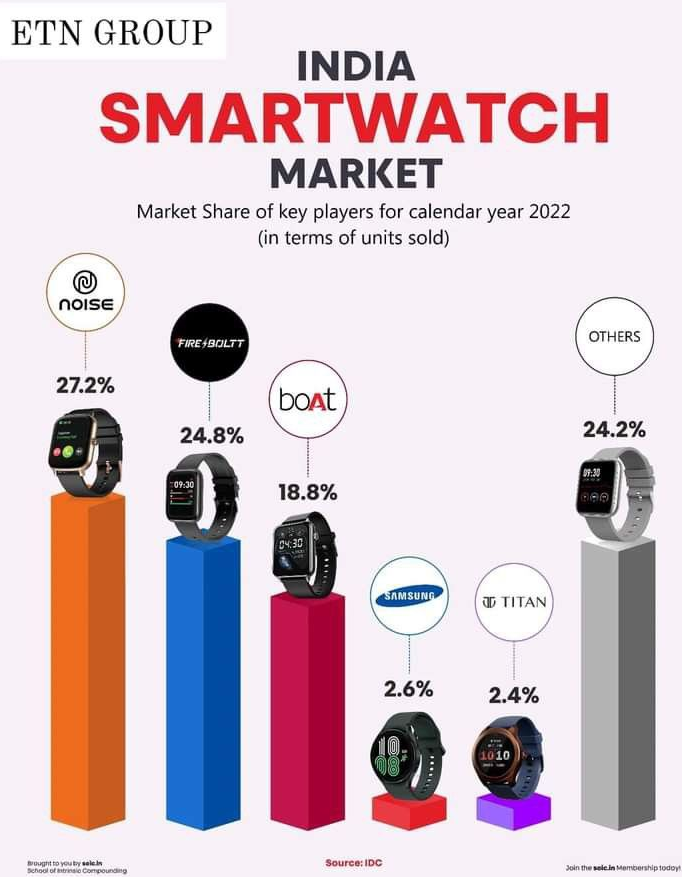 ETN GROUP
INDIA
SMARTWATCH
MARKET
Market Share of key players for calendar year 2022
(in terms of units sold)
NOISE
27.2%
FIRE BOLTT
24.8%
09:30
boAt
18.8%
04:30
SAMSUNG
2.6%
10
08
TITAN
2.4%
10 10
OTHERS
24.2%
09:30
Brought to you by soic.in
School of Intrinsic Compounding
Source: IDC
Join the soic.in Membership today!